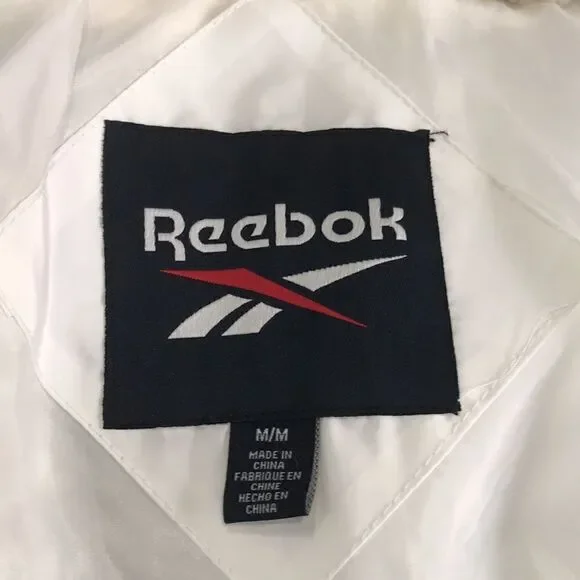 Reebok
M/M
MADE IN
CHINA
FABRIQUE EN
CHINE
HECHO EN
CHINA